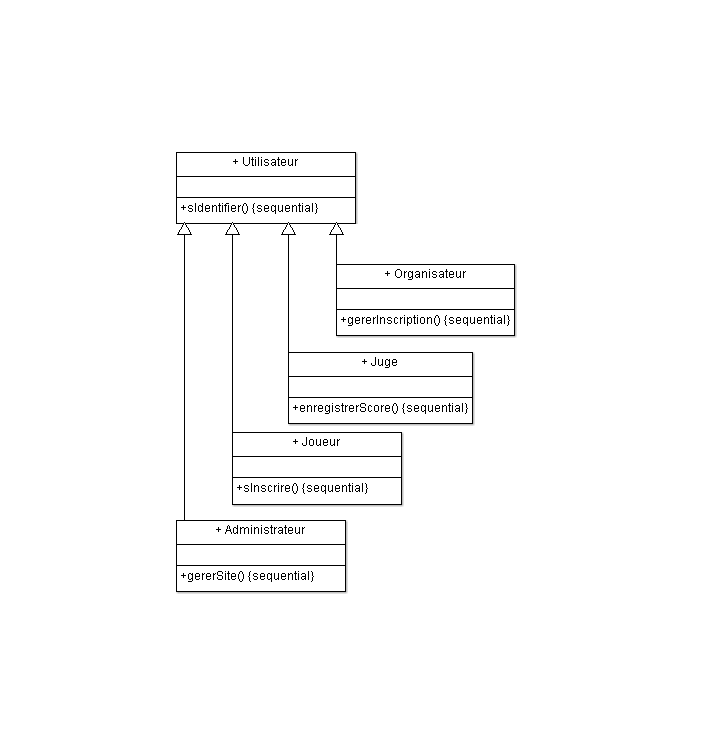 + Utilisateur
+sIdentifier() {sequential}
+ Organisateur
+gererInscription() {sequential}
+ Juge
+enregistrerScore() {sequential}
+ Joueur
+sInscrire() {sequential}
+ Administrateur
+gererSite() {sequential}